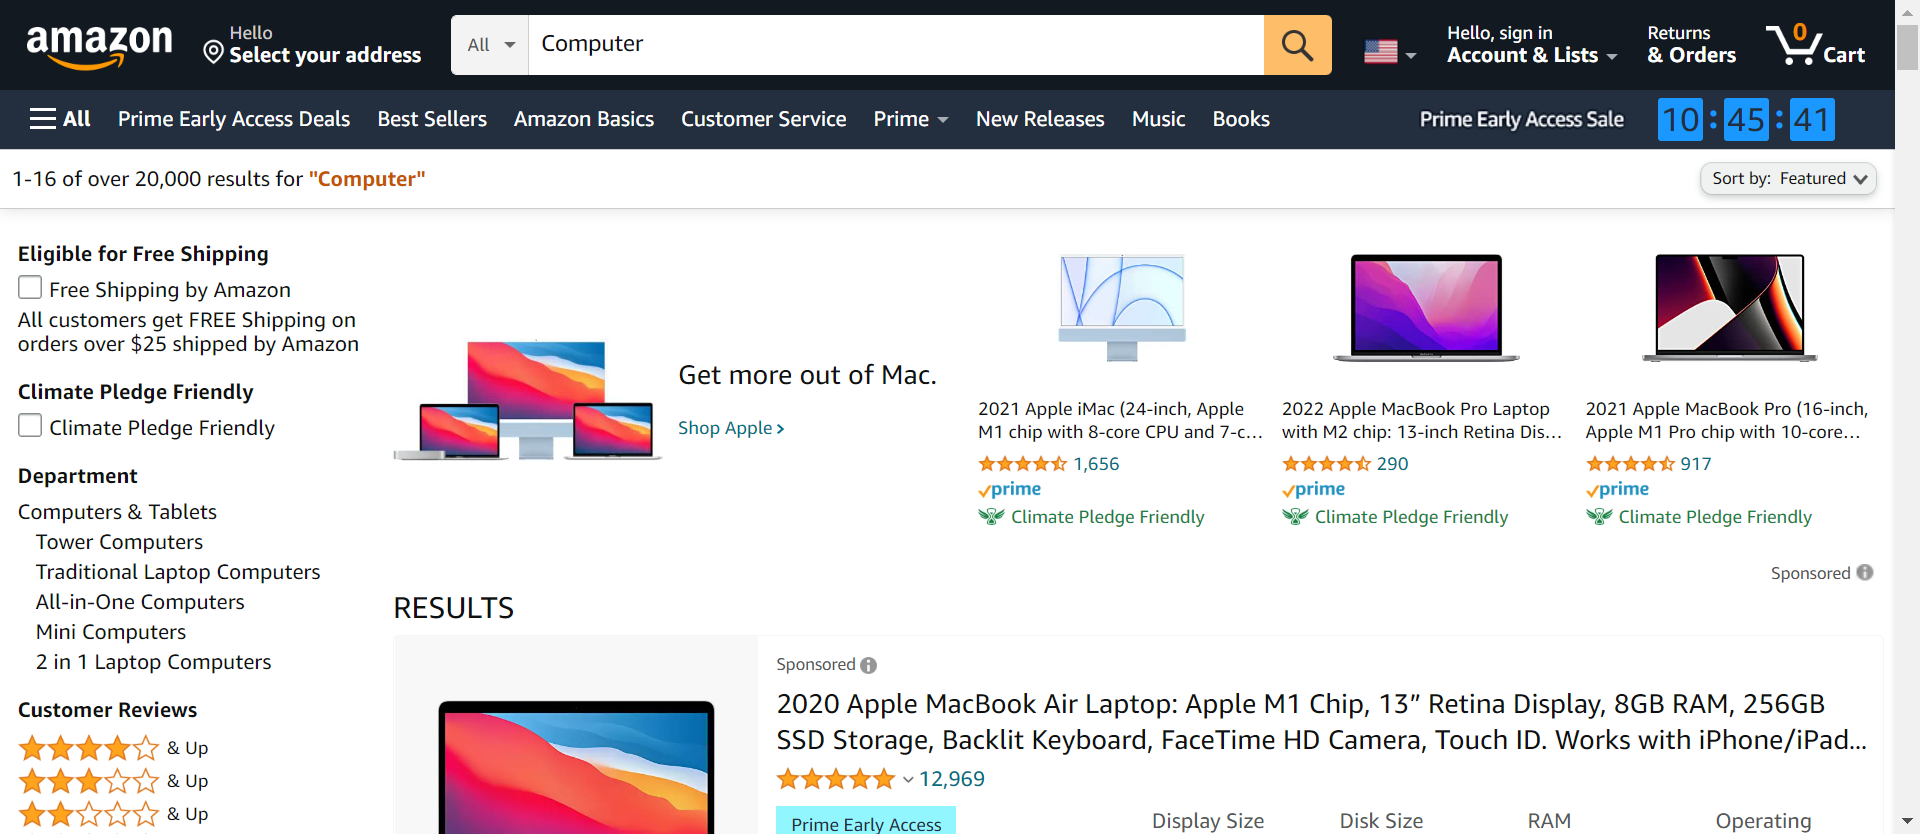 amazon
Hello
Select your address
All
Computer
Hello, sign in
Account & Lists
Returns
& Orders
0
Cart
All
Prime Early Access Deals
Best Sellers
Amazon Basics
Customer Service
Prime
New Releases
Music
Books
Prime Early Access Sale
10 : 45 : 41
1-16 of over 20,000 results for "Computer"
Sort by: Featured
Eligible for Free Shipping
Free Shipping by Amazon
All customers get FREE Shipping on
orders over $25 shipped by Amazon
Climate Pledge Friendly
Climate Pledge Friendly
Department
Computers & Tablets
Tower Computers
Traditional Laptop Computers
All-in-One Computers
Mini Computers
2 in 1 Laptop Computers
Customer Reviews
& Up
& Up
& Up
Get more out of Mac.
Shop Apple ›
2021 Apple iMac (24-inch, Apple
M1 chip with 8-core CPU and 7-c...
1,656
prime
Climate Pledge Friendly
2022 Apple MacBook Pro Laptop
with M2 chip: 13-inch Retina Dis...
290
prime
Climate Pledge Friendly
2021 Apple MacBook Pro (16-inch,
Apple M1 Pro chip with 10-core...
917
prime
Climate Pledge Friendly
Sponsored
RESULTS
Sponsored
2020 Apple MacBook Air Laptop: Apple M1 Chip, 13” Retina Display, 8GB RAM, 256GB
SSD Storage, Backlit Keyboard, FaceTime HD Camera, Touch ID. Works with iPhone/iPad...
12,969
Prime Early Access
Display Size
Disk Size
RAM
Operating